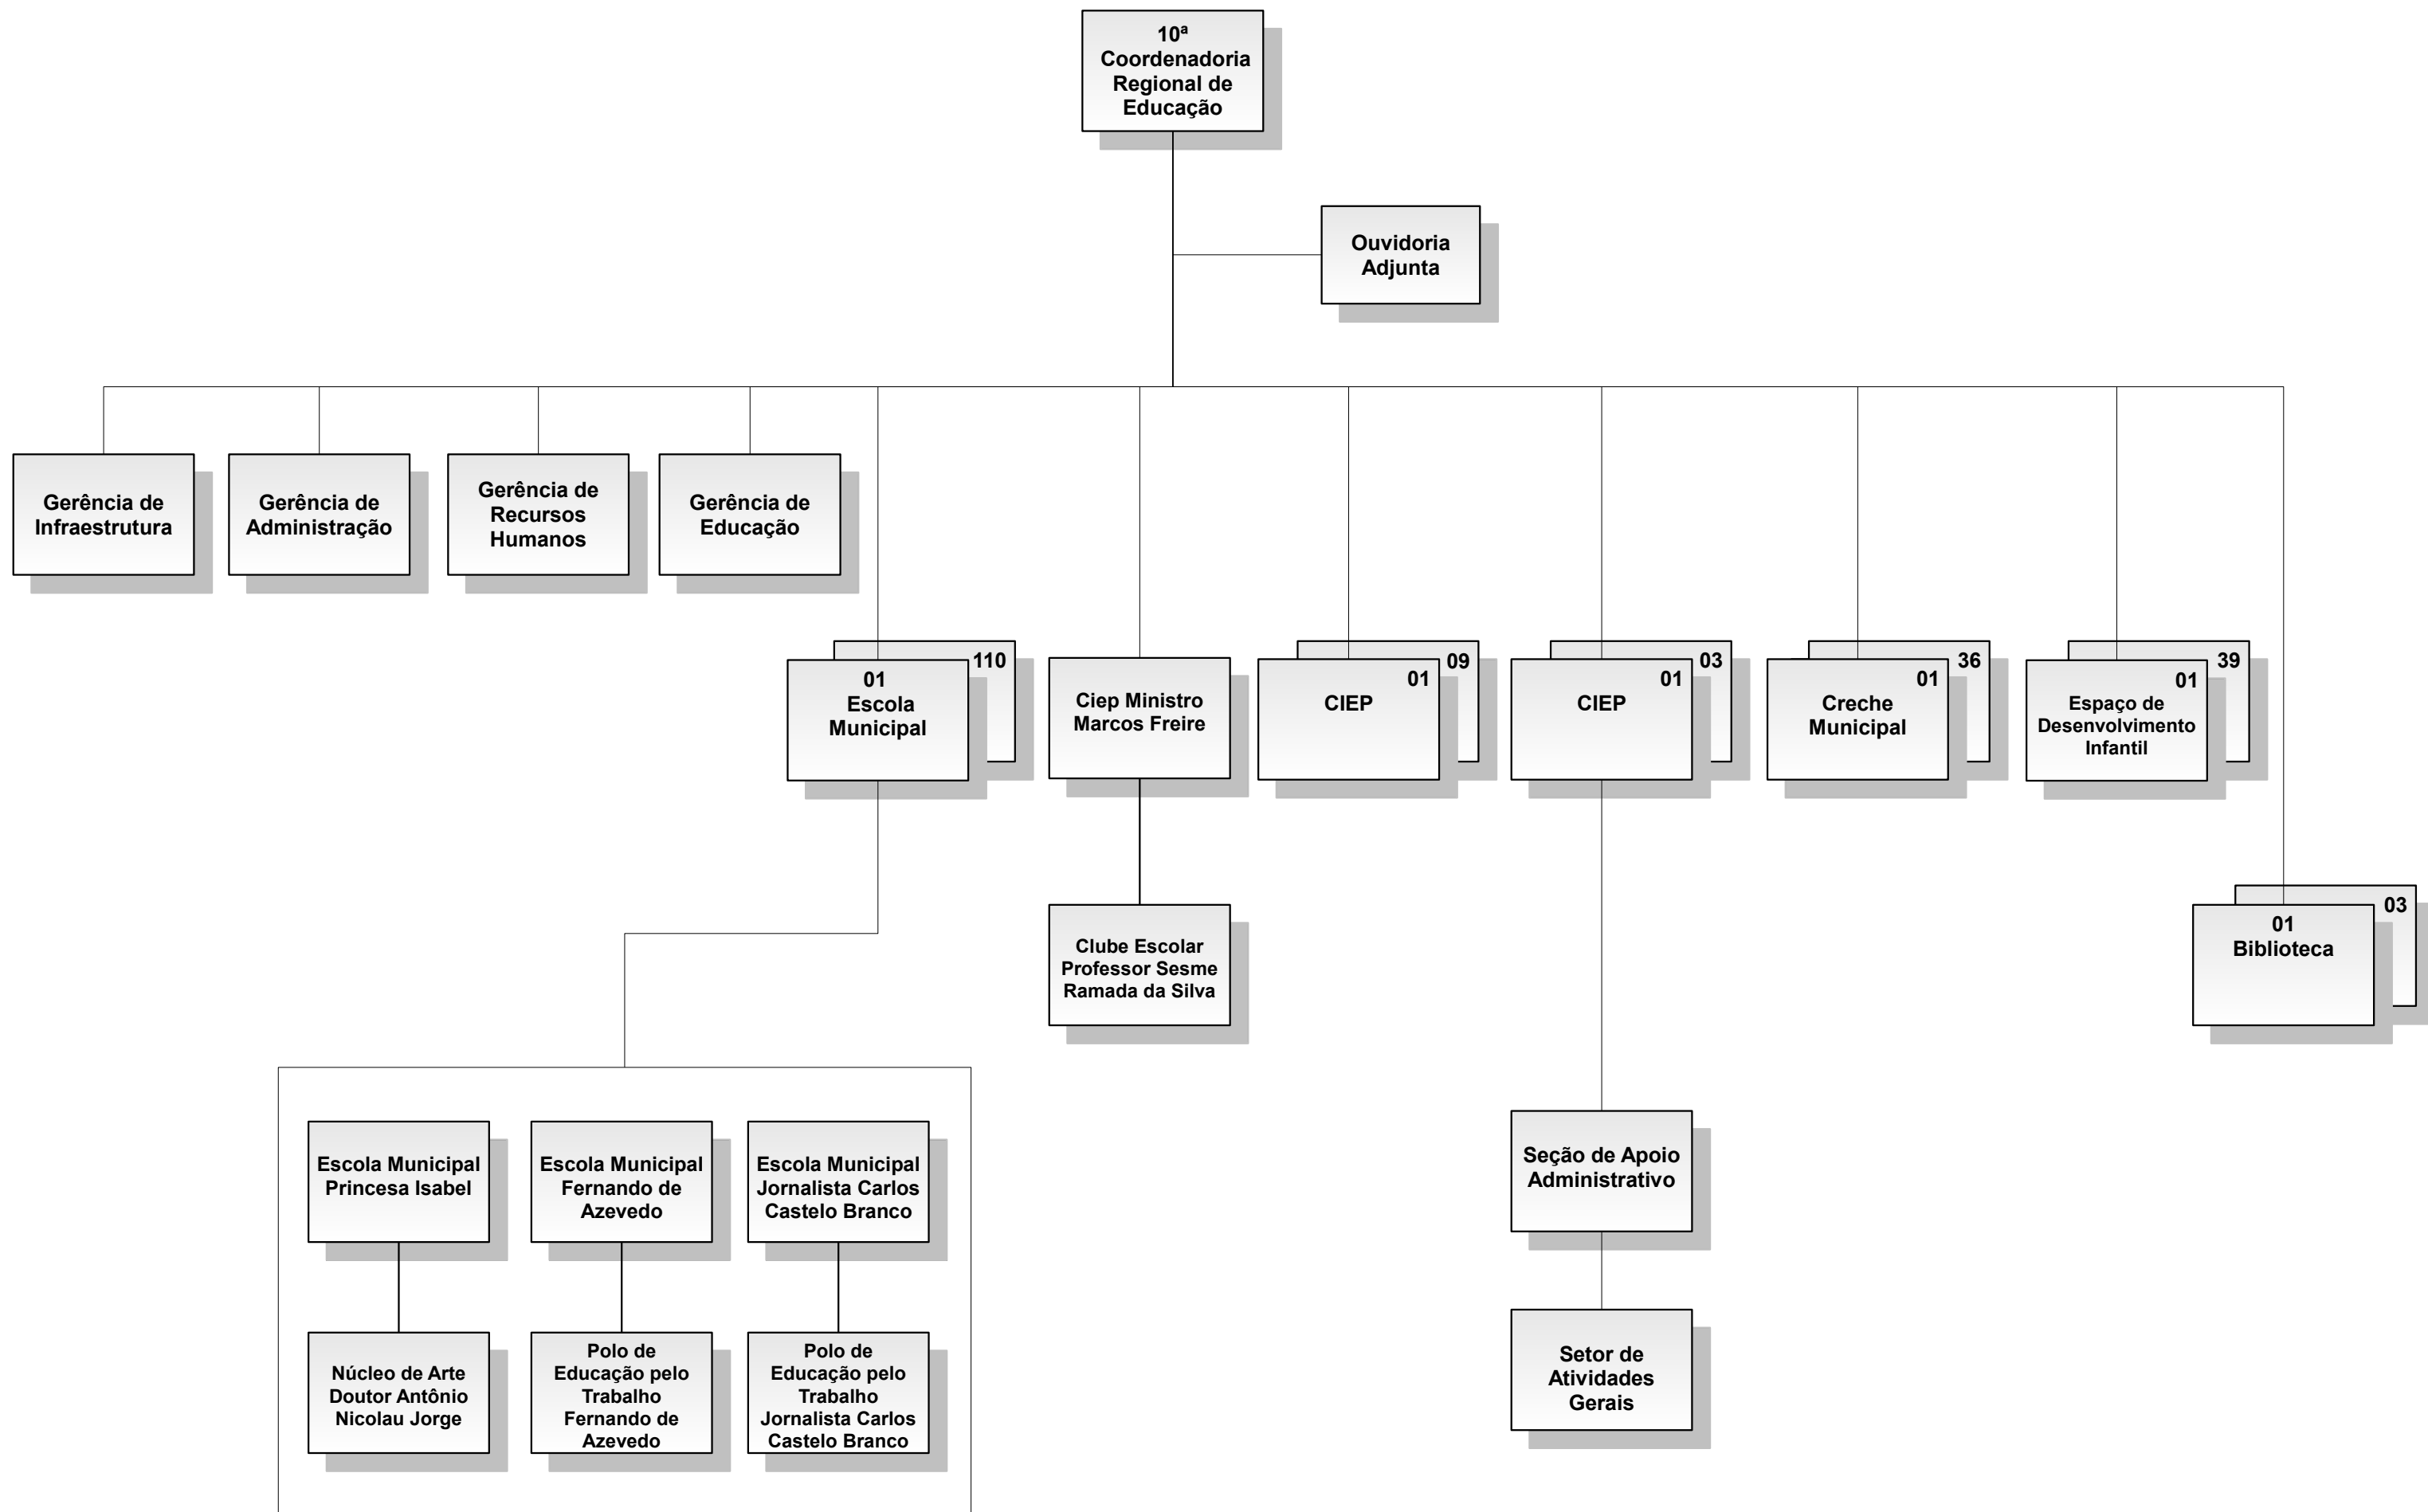 10ª
Coordenadoria
Regional de
Educação
Ouvidoria
Adjunta
Gerência de
Infraestrutura
Gerência de
Administração
Gerência de
Recursos
Humanos
Gerência de
Educação
110
01
Escola
Municipal
Ciep Ministro
Marcos Freire
09
01
CIEP
03
01
CIEP
36
01
Creche
Municipal
39
01
Espaço de
Desenvolvimento
Infantil
03
01
Biblioteca
Clube Escolar
Professor Sesme
Ramada da Silva
Escola Municipal
Princesa Isabel
Escola Municipal
Fernando de
Azevedo
Escola Municipal
Jornalista Carlos
Castelo Branco
Seção de Apoio
Administrativo
Núcleo de Arte
Doutor Antônio
Nicolau Jorge
Polo de
Educação pelo
Trabalho
Fernando de
Azevedo
Polo de
Educação pelo
Trabalho
Jornalista Carlos
Castelo Branco
Setor de
Atividades
Gerais